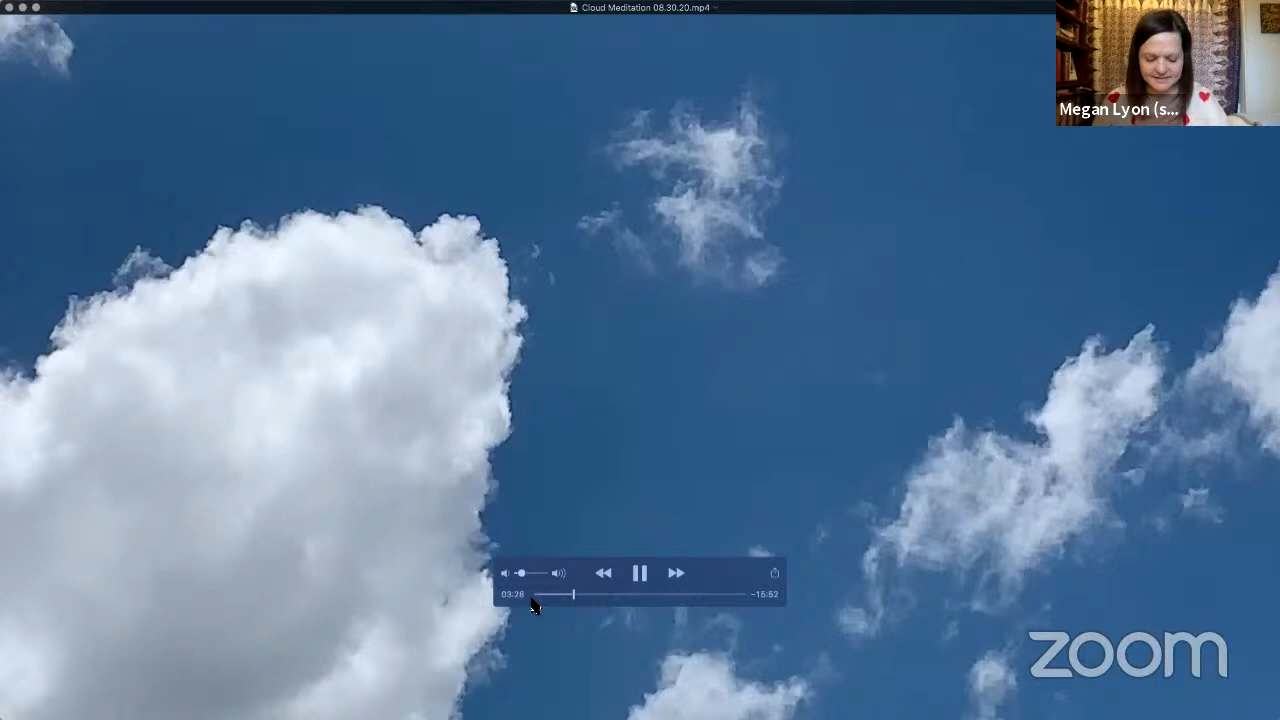 Cloud Meditation 08.30.20.mp4
Megan Lyon (s...
03:28
-15:52
zoom